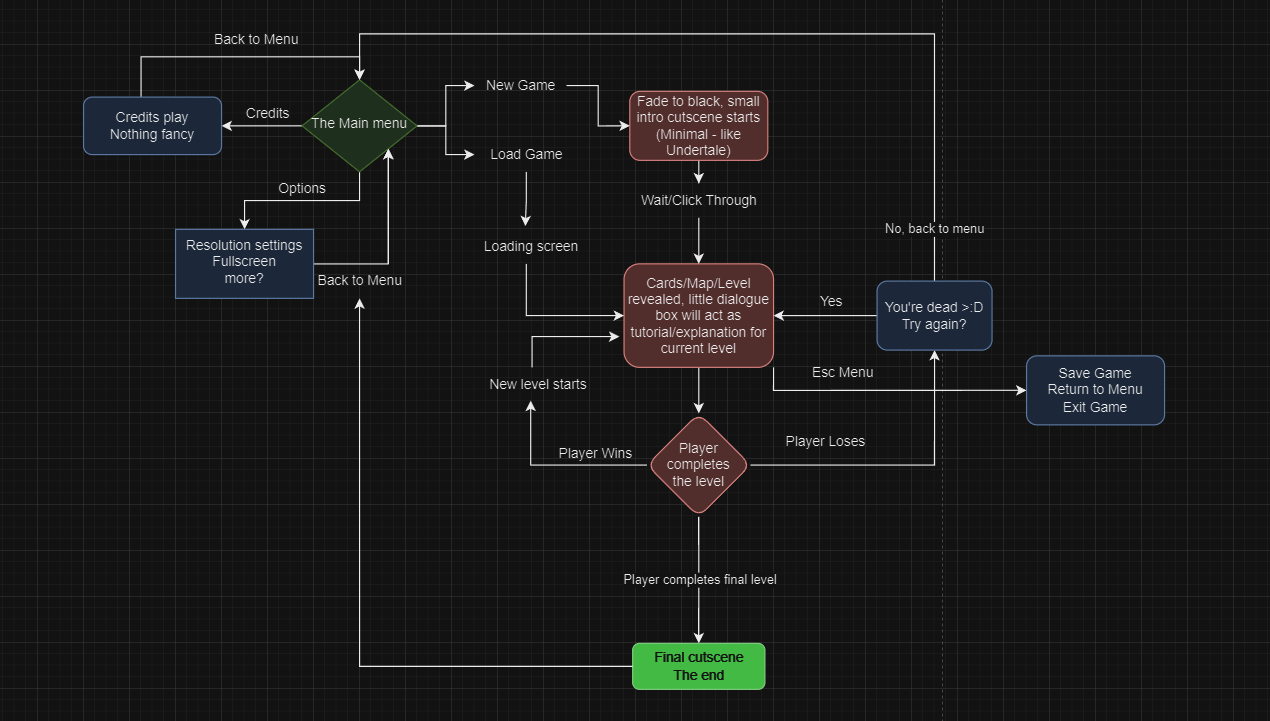 Back to Menu
Credits play
Nothing fancy
Credits
The Main menu
New Game
Load Game
Fade to black, small
intro cutscene starts
(Minimal - like
Undertale)
Options
Wait/Click Through
Resolution settings
Fullscreen
more?
Back to Menu
Loading screen
No, back to menu
Cards/Map/Level
revealed, little dialogue
box will act as
tutorial/explanation for
current level
Yes
You're dead >:D
Try again?
New level starts
Esc Menu
Save Game
Return to Menu
Exit Game
Player Wins
Player
completes
the level
Player Loses
Player completes final level
Final cutscene
The end